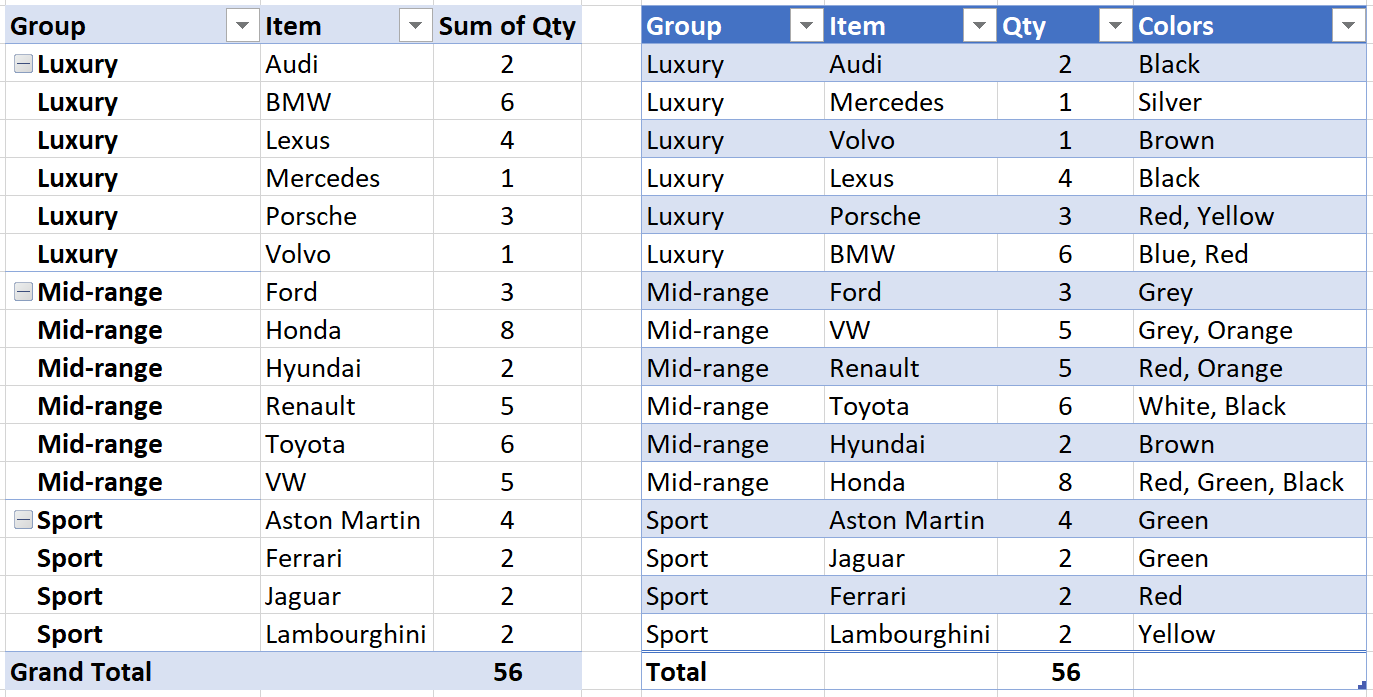 Group Item Sum of Qty Group Item Qty Colors
Luxury Audi 2 Luxury Audi 2 Black
Luxury BMW 6 Luxury Mercedes 1 Silver
Luxury Lexus 4 Luxury Volvo 1 Brown
Luxury Mercedes 1 Luxury Lexus 4 Black
Luxury Porsche 3 Luxury Porsche 3 Red, Yellow
Luxury Volvo 1 Luxury BMW 6 Blue, Red
Mid-range Ford 3 Mid-range Ford 3 Grey
Mid-range Honda 8 Mid-range VW 5 Grey, Orange
Mid-range Hyundai 2 Mid-range Renault 5 Red, Orange
Mid-range Renault 5 Mid-range Toyota 6 White, Black
Mid-range Toyota 6 Mid-range Hyundai 2 Brown
Mid-range VW 5 Mid-range Honda 8 Red, Green, Black
Sport Aston Martin 4 Sport Aston Martin 4 Green
Sport Ferrari 2 Sport Jaguar 2 Green
Sport Jaguar 2 Sport Ferrari 2 Red
Sport Lambourghini 2 Sport Lambourghini 2 Yellow
Grand Total 56 Total 56